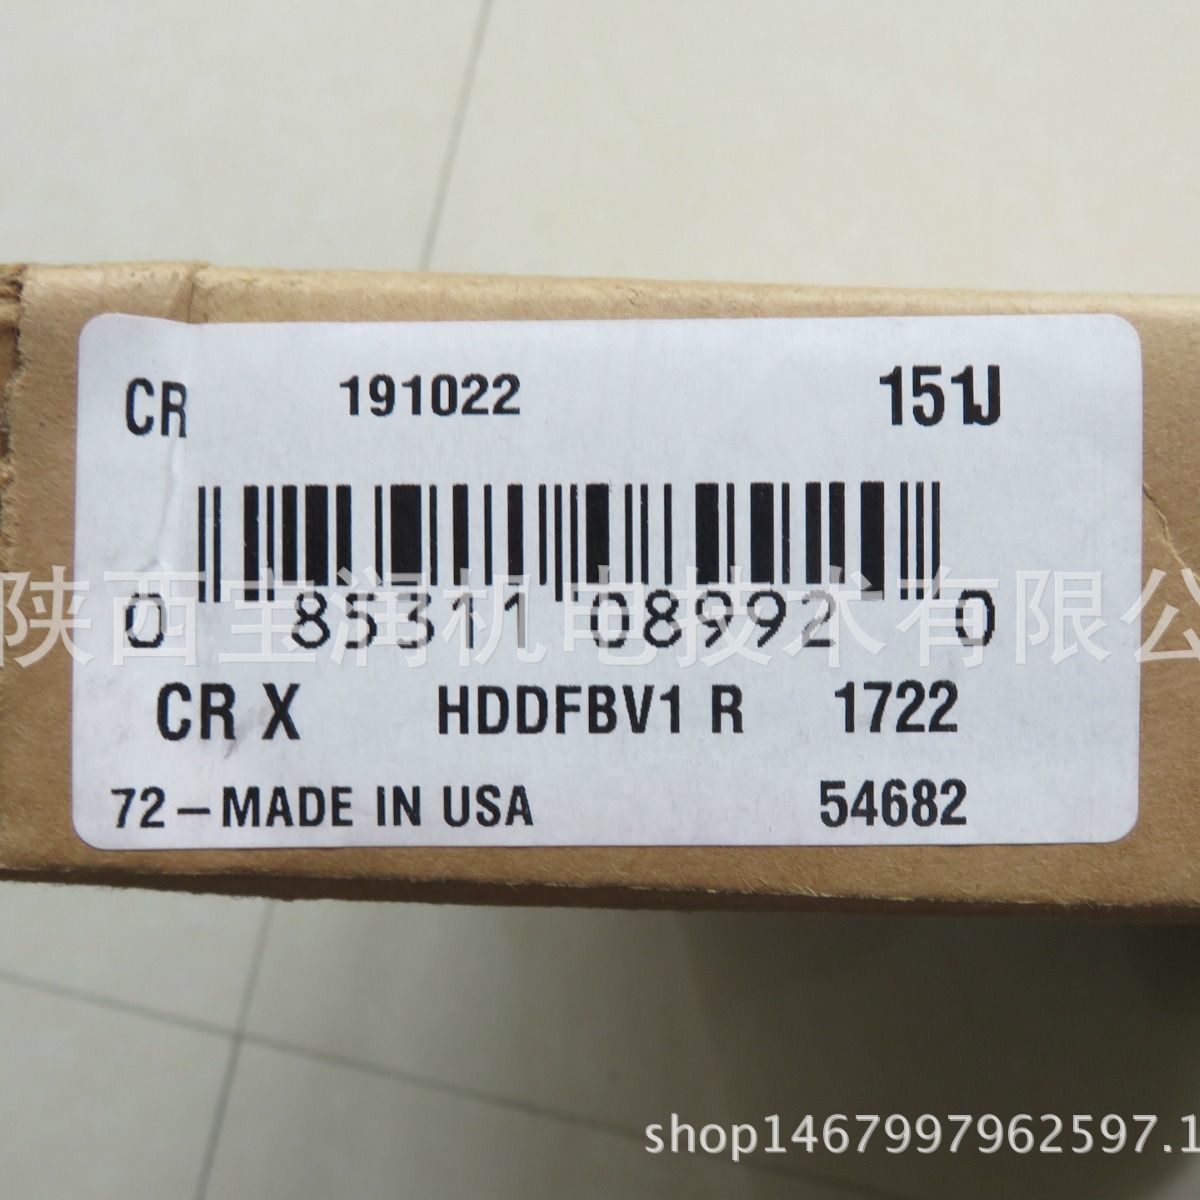 CR 191022 151J
陕西宝润机电技术有限公
0 85311 08992 0
CR X HDDFBV1 R 1722
72-MADE IN USA 54682
shop1467997962597.1